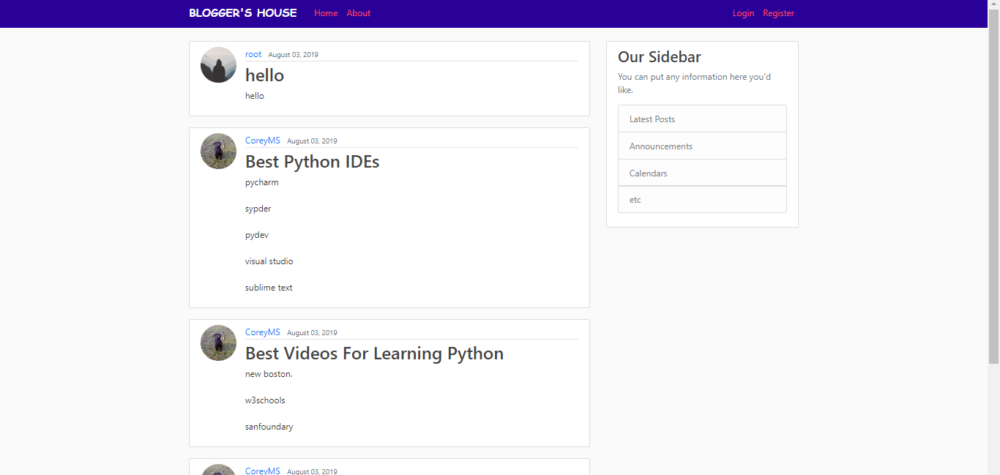 BLOGGER'S HOUSE Home About Login Register
root August 03, 2019
hello
hello
CoreyMS August 03, 2019
Best Python IDEs
pycharm
sypder
pydev
visual studio
sublime text
CoreyMS August 03, 2019
Best Videos For Learning Python
new boston.
w3schools
sanfoundary
CoreyMS August 03, 2019
Our Sidebar
You can put any information here you'd
like.
Latest Posts
Announcements
Calendars
etc